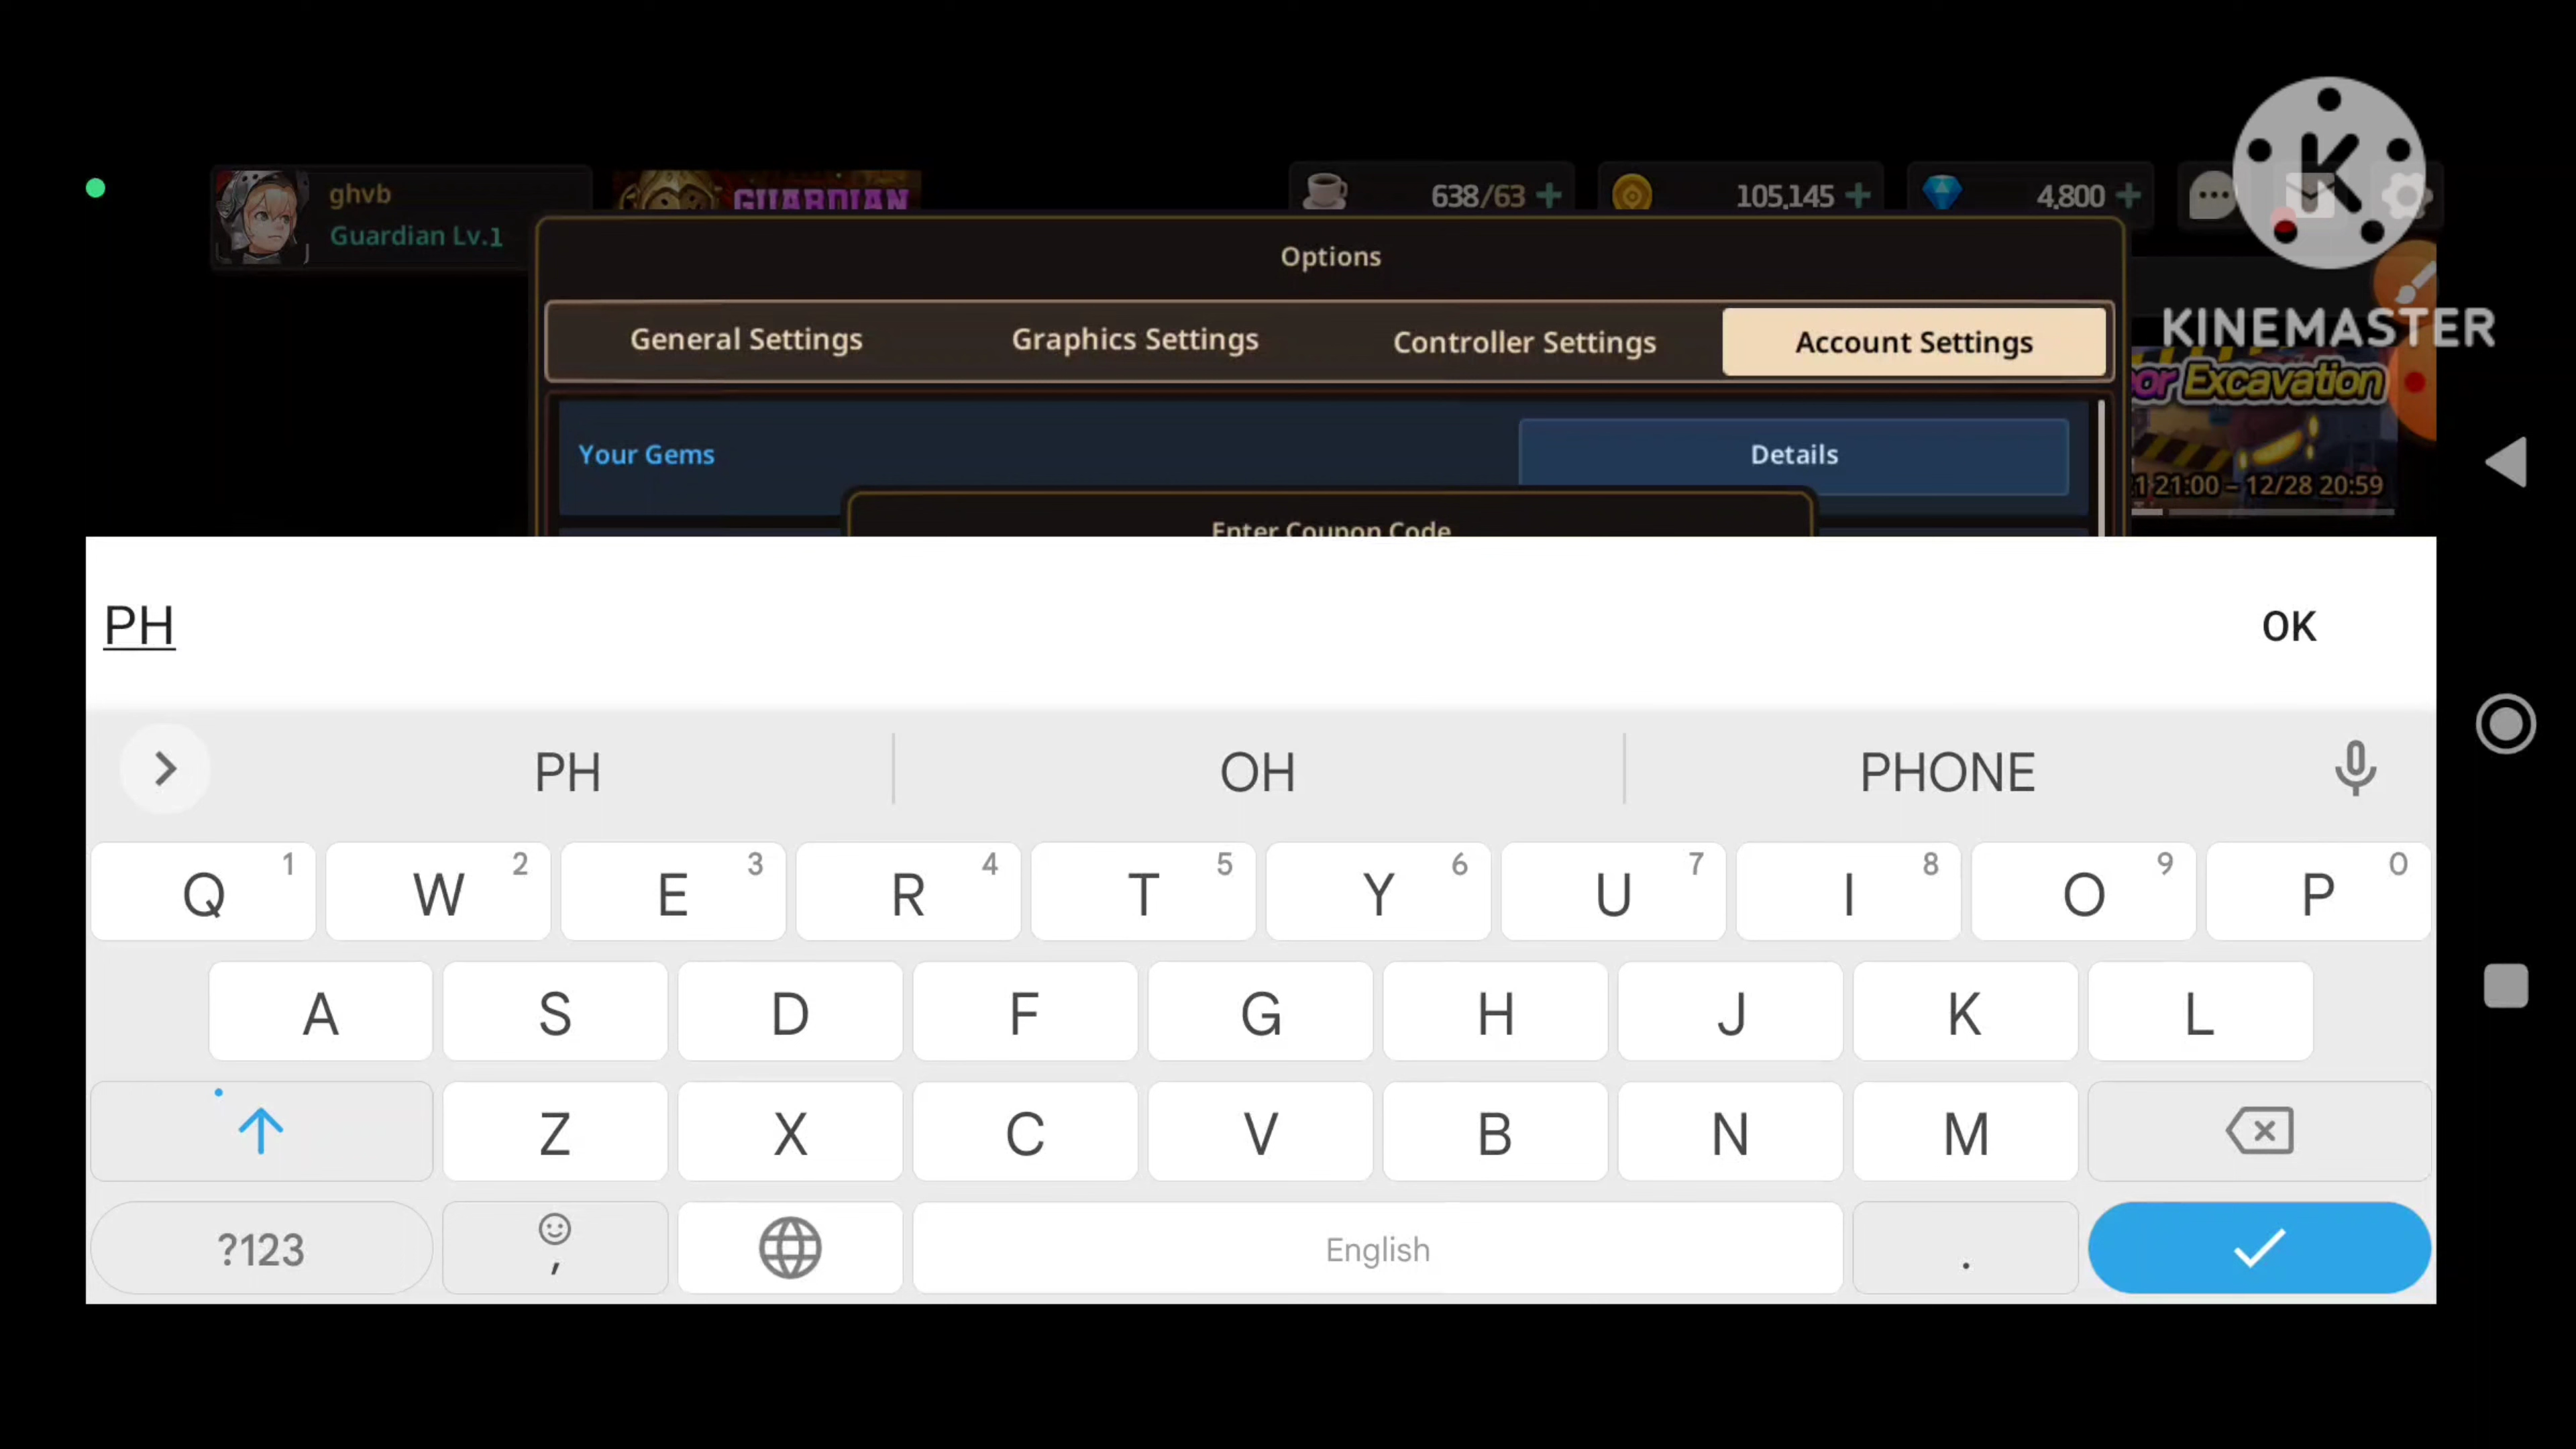 ghvb
Guardian Lv.1
GUARDIAN
638/63
105,145
4,800
K
KINEMASTER
Options
General Settings
Graphics Settings
Controller Settings
Account Settings
or Excavation
1 21:00 – 12/28 20:59
Your Gems
Details
Enter Coupon Code
PH
OK
PH
OH
PHONE
Q 1 W 2 E 3 R 4 T 5 Y 6 U 7 I 8 O 9 P 0
A S D F G H J K L
Z X C V B N M
?123 , English .